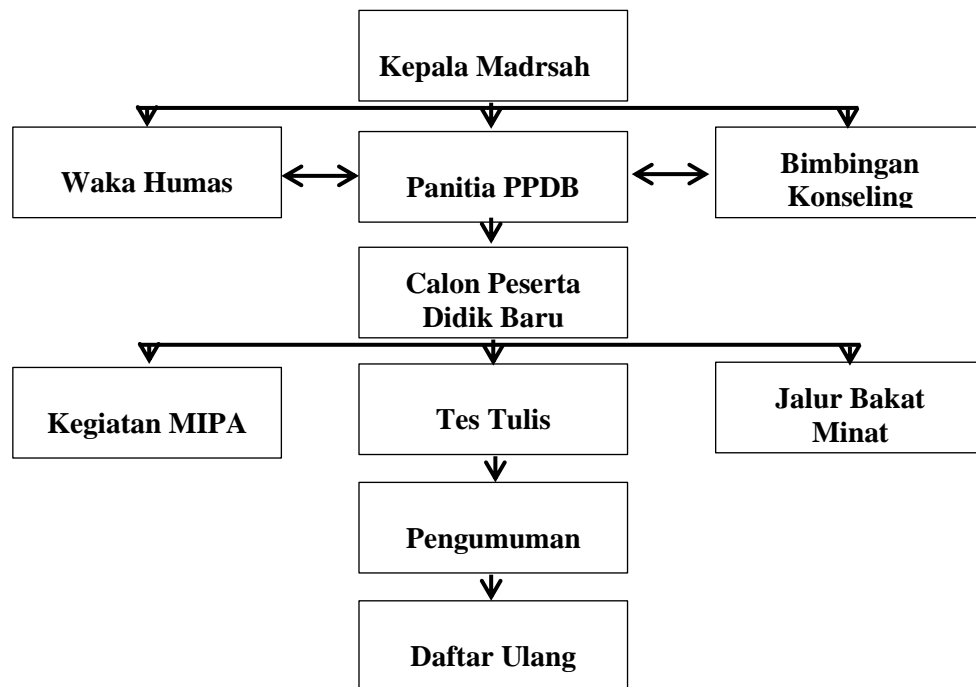 Kepala Madrsah
Waka Humas
Panitia PPDB
Bimbingan
Konseling
Calon Peserta
Didik Baru
Kegiatan MIPA
Tes Tulis
Jalur Bakat
Minat
Pengumuman
Daftar Ulang